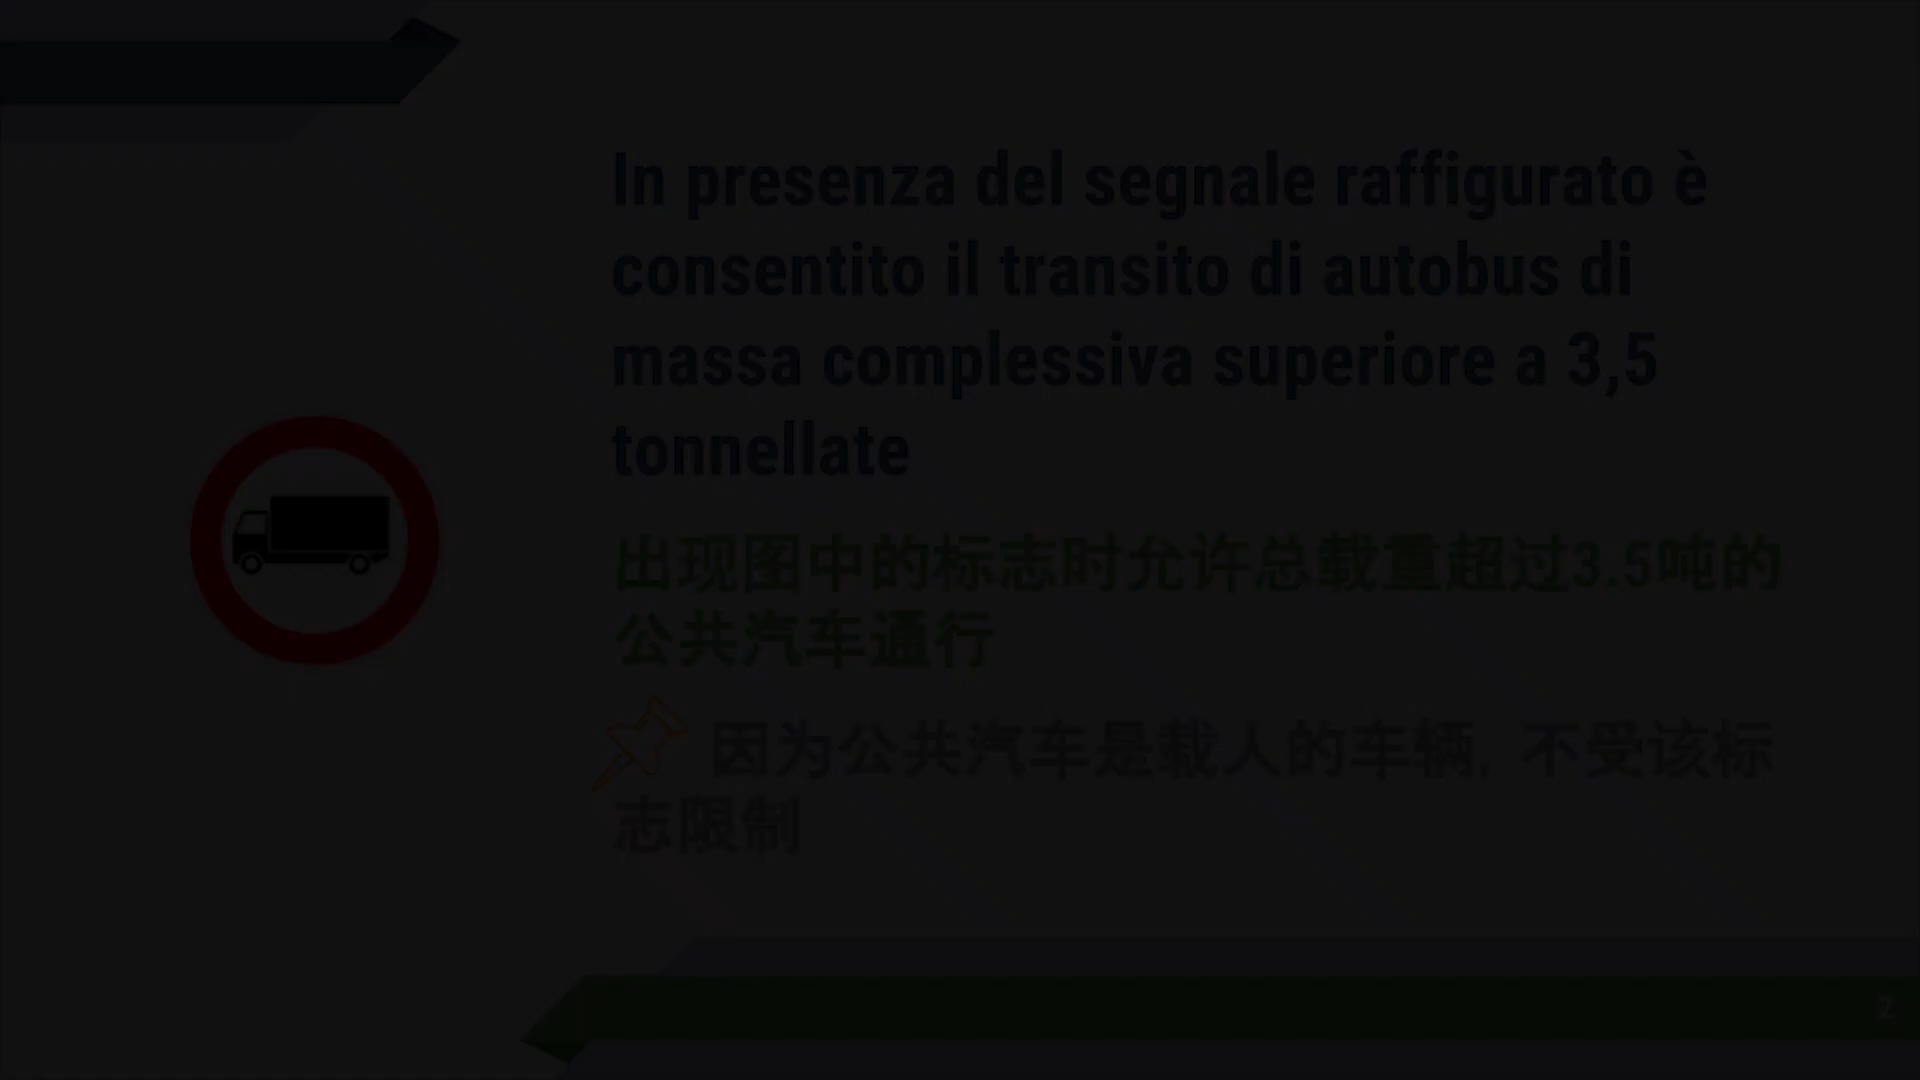 In presenza del segnale raffigurato è
consentito il transito di autobus di
massa complessiva superiore a 3,5
tonnellate
出现图中的标志时允许总载重超过3.5吨的
公共汽车通行
因为公共汽车是载人的车辆, 不受该标
志限制
2